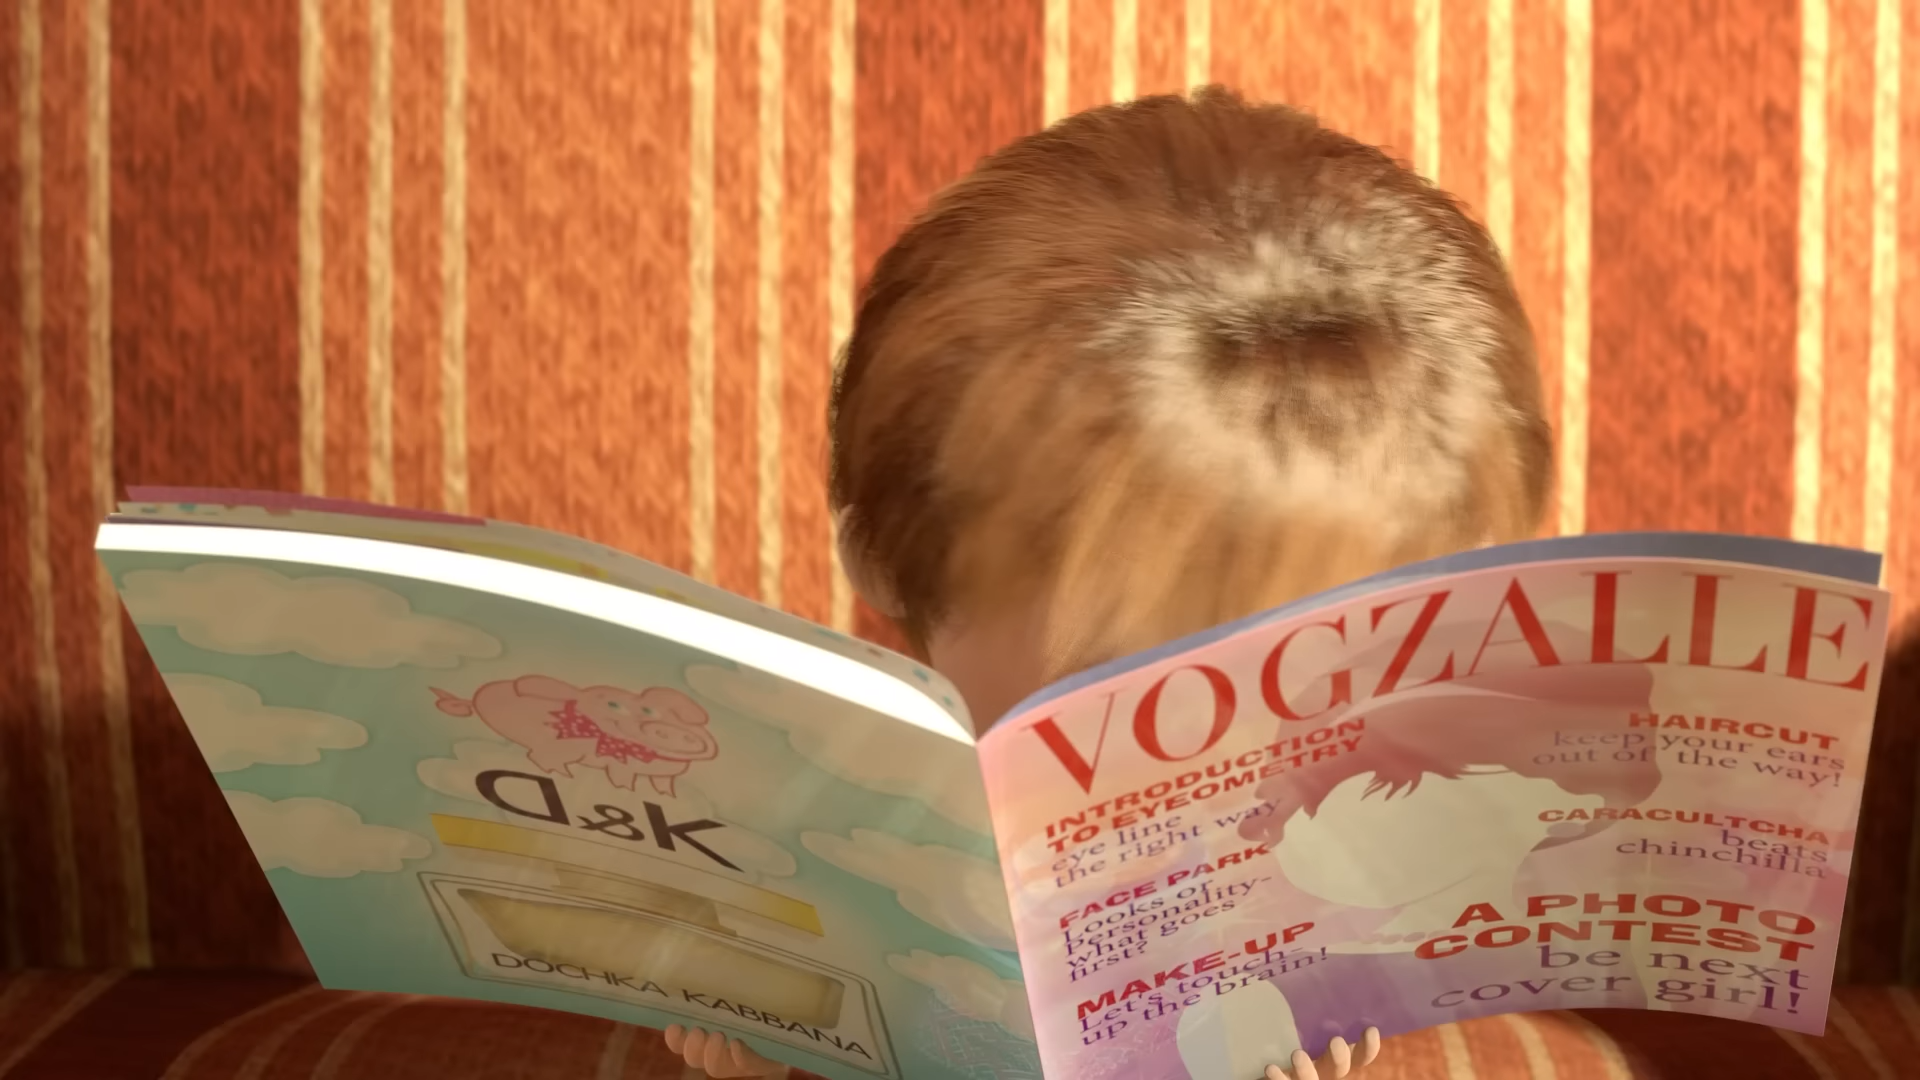 D&K
DOCHKA KABBANA
VOGZALLE
INTRODUCTION
TO EYEOMETRY
eye line
the right way
FACE PARK
Looks or
personality-
what goes
first?
MAKE-UP
Let's touch
up the brain!
HAIRCUT
keep your ears
out of the way!
CARACULTCHA
beats
chinchilla
A PHOTO
CONTEST
be next
cover girl!